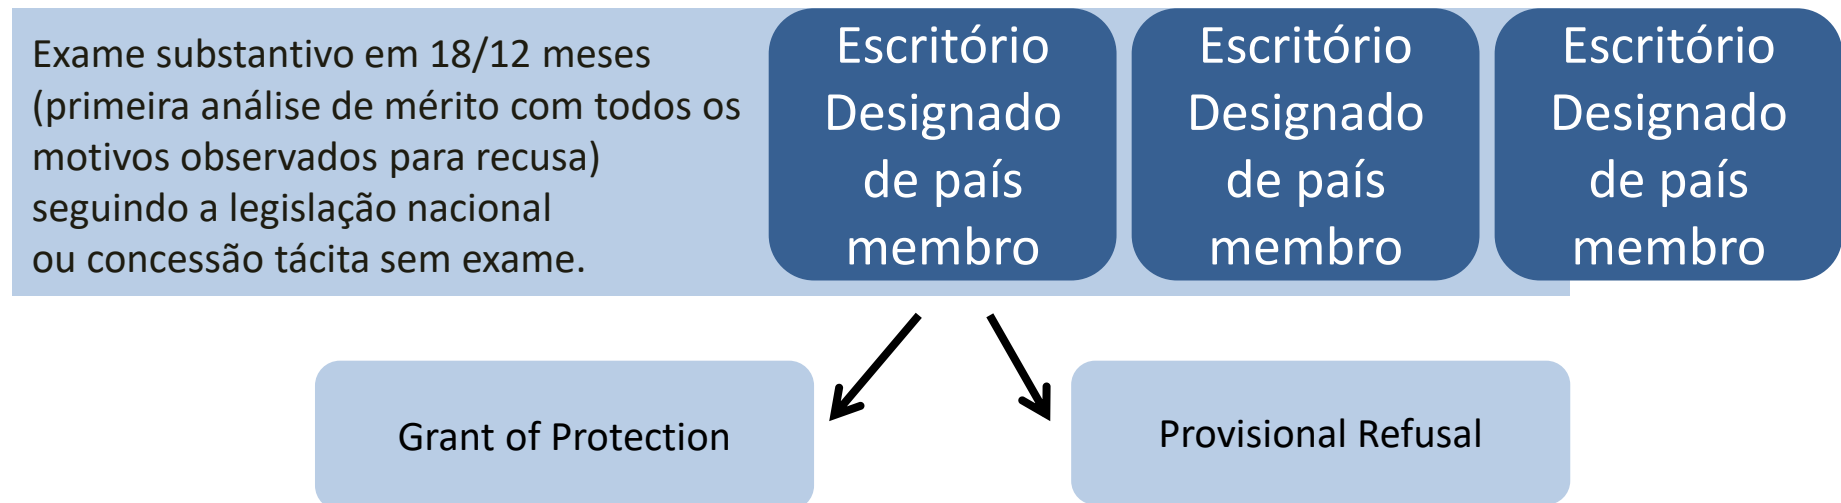 Exame substantivo em 18/12 meses
(primeira análise de mérito com todos os
motivos observados para recusa)
seguindo a legislação nacional
ou concessão tácita sem exame.
Escritório
Designado
de país
membro
Escritório
Designado
de país
membro
Escritório
Designado
de país
membro
Grant of Protection
Provisional Refusal